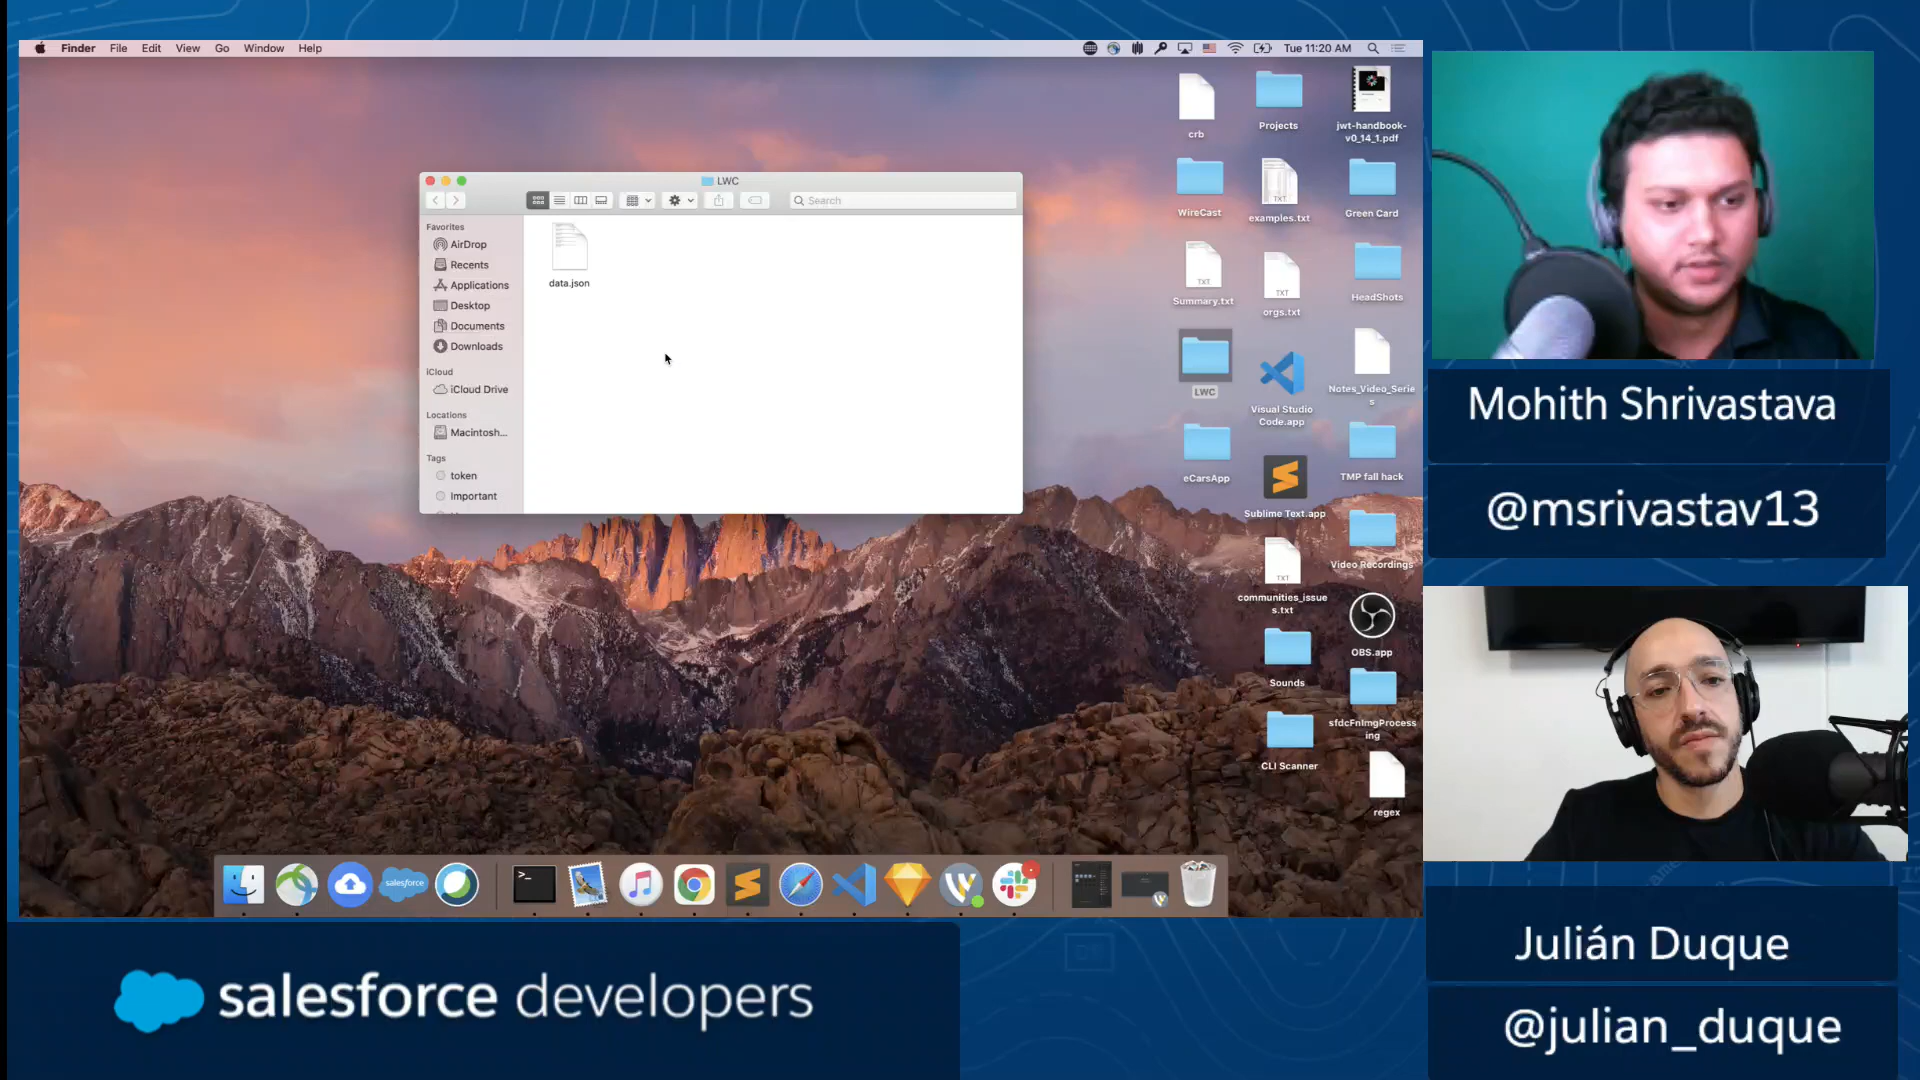 Finder File Edit View Go Window Help
Tue 11:20 AM
LWC
Search
Favorites
AirDrop
Recents
Applications
Desktop
Documents
Downloads
iCloud
iCloud Drive
Locations
Macintosh...
Tags
token
Important
data.json
crb
Projects
jwt-handbook-
v0_14_1.pdf
WireCast
TXT
examples.txt
Green Card
TXT
Summary.txt
TXT
orgs.txt
HeadShots
LWC
Visual Studio
Code.app
Notes_Video_Serie
s
eCarsApp
Sublime Text.app
TMP fall hack
TXT
communities_issue
s.txt
Video Recordings
OBS.app
Sounds
sfdcFnImgProcess
ing
CLI Scanner
regex
salesforce
>_
Mohith Shrivastava
@msrivastav13
Julián Duque
@julian_duque
salesforce developers